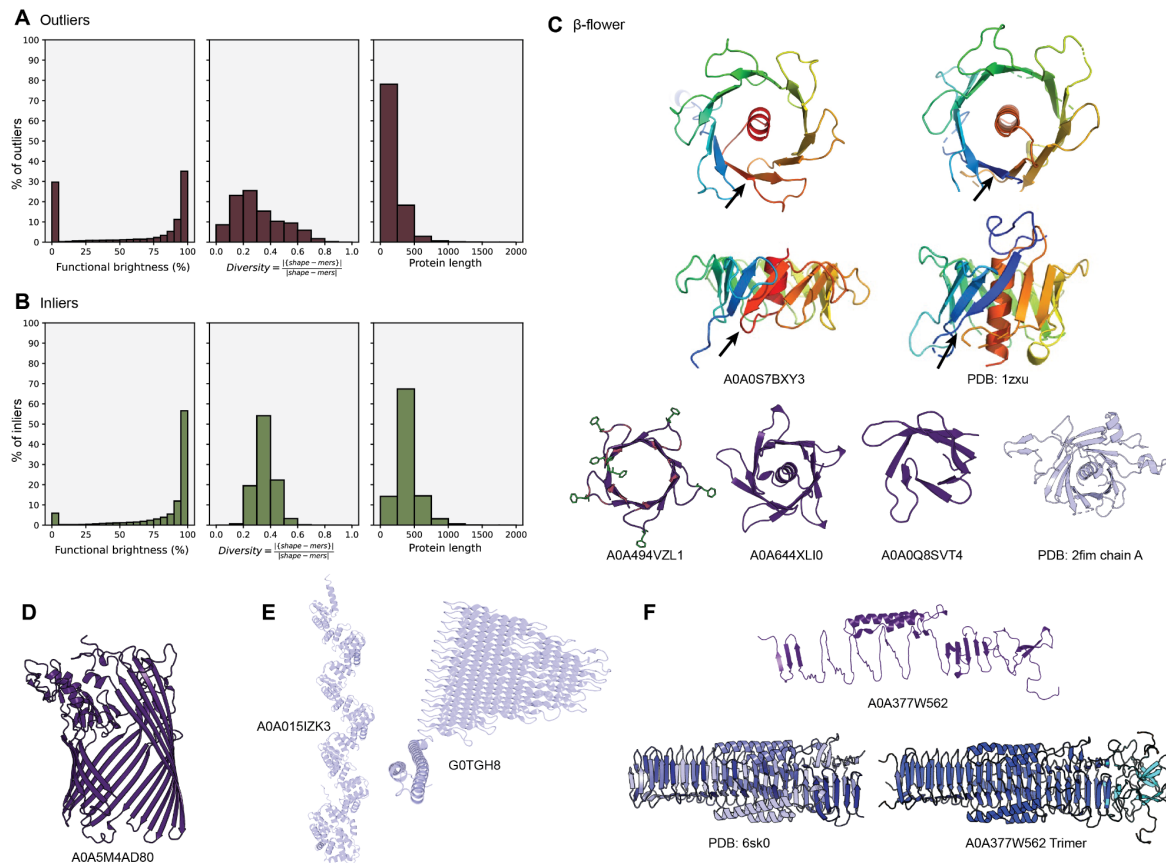 A Outliers
% of outliers
100
90
80
70
60
50
40
30
20
10
0
0 25 50 75 100
Functional brightness (%)
0.0 0.2 0.4 0.6 0.8 1.0
Diversity = |{shape − mers}| / |shape − mers|
0 500 1000 1500 2000
Protein length
B Inliers
% of inliers
100
90
80
70
60
50
40
30
20
10
0
0 25 50 75 100
Functional brightness (%)
0.0 0.2 0.4 0.6 0.8 1.0
Diversity = |{shape − mers}| / |shape − mers|
0 500 1000 1500 2000
Protein length
C β-flower
A0A0S7BXY3
PDB: 1zxu
A0A494VZL1
A0A644XLI0
A0A0Q8SVT4
PDB: 2fim chain A
D
A0A5M4AD80
E
A0A015IZK3
G0TGH8
F
A0A377W562
PDB: 6sk0
A0A377W562 Trimer